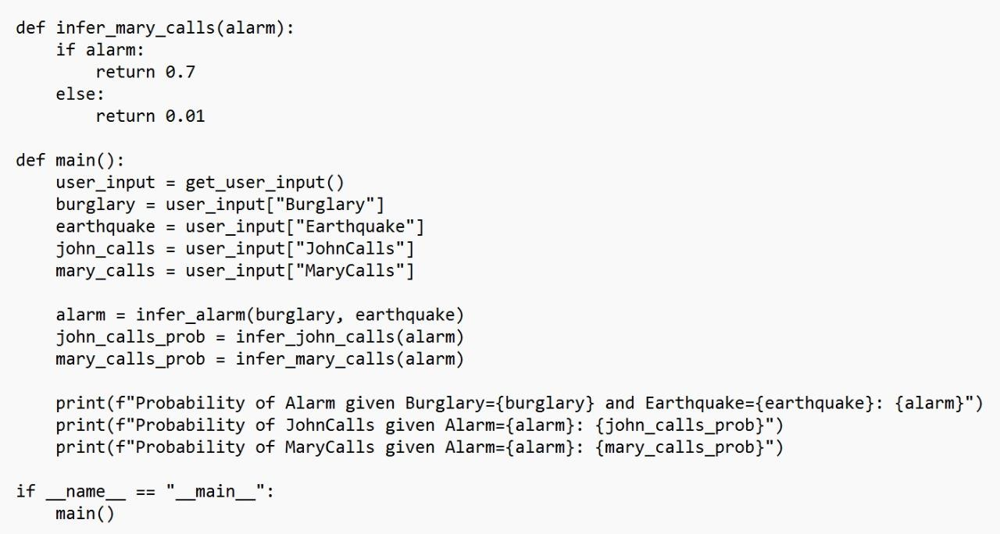 def infer_mary_calls(alarm):
    if alarm:
        return 0.7
    else:
        return 0.01

def main():
    user_input = get_user_input()
    burglary = user_input["Burglary"]
    earthquake = user_input["Earthquake"]
    john_calls = user_input["JohnCalls"]
    mary_calls = user_input["MaryCalls"]

    alarm = infer_alarm(burglary, earthquake)
    john_calls_prob = infer_john_calls(alarm)
    mary_calls_prob = infer_mary_calls(alarm)

    print(f"Probability of Alarm given Burglary={burglary} and Earthquake={earthquake}: {alarm}")
    print(f"Probability of JohnCalls given Alarm={alarm}: {john_calls_prob}")
    print(f"Probability of MaryCalls given Alarm={alarm}: {mary_calls_prob}")

if __name__ == "__main__":
    main()